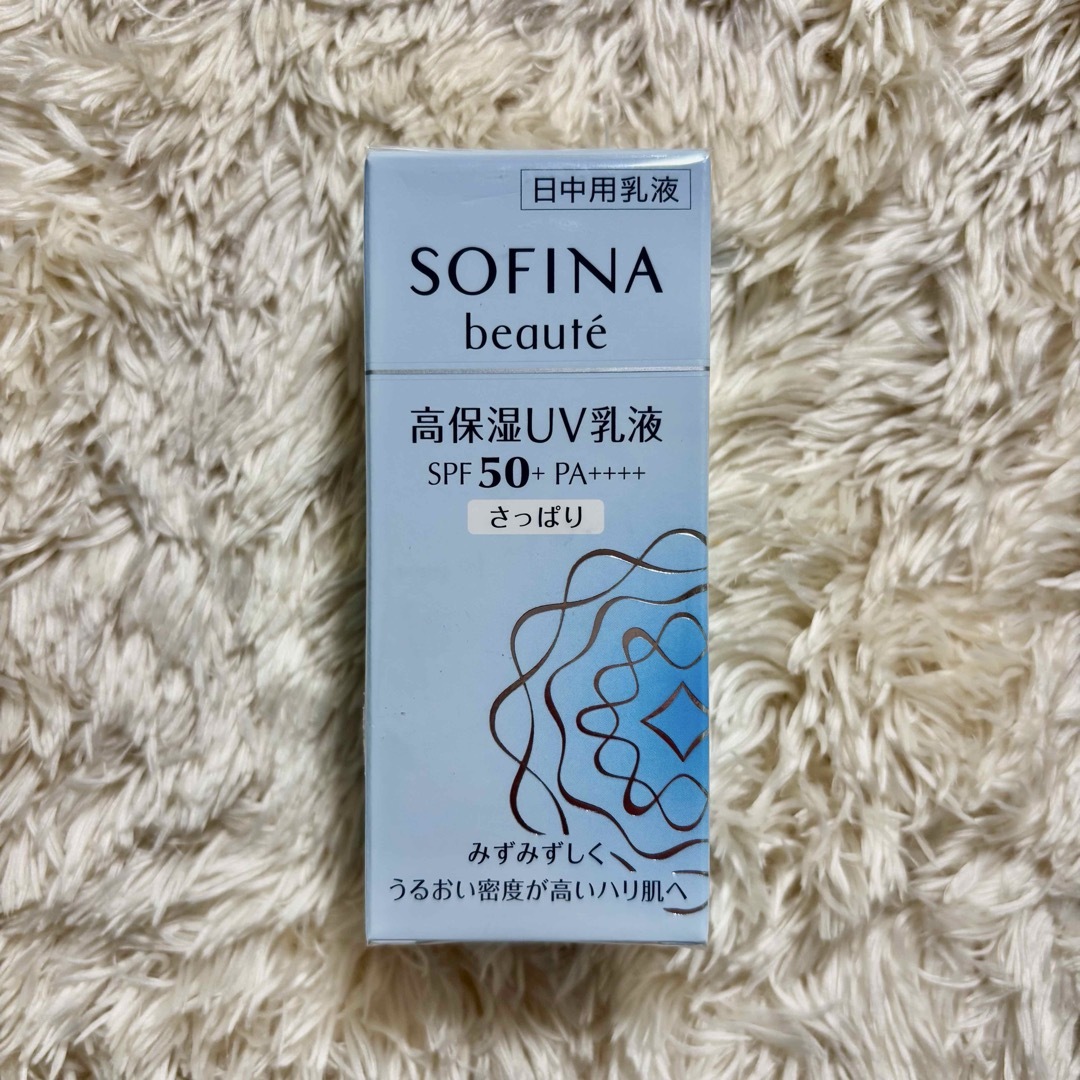 日中用乳液
SOFINA
beauté
高保湿UV乳液
SPF 50+ PA++++
さっぱり
みずみずしく
うるおい密度が高いハリ肌へ